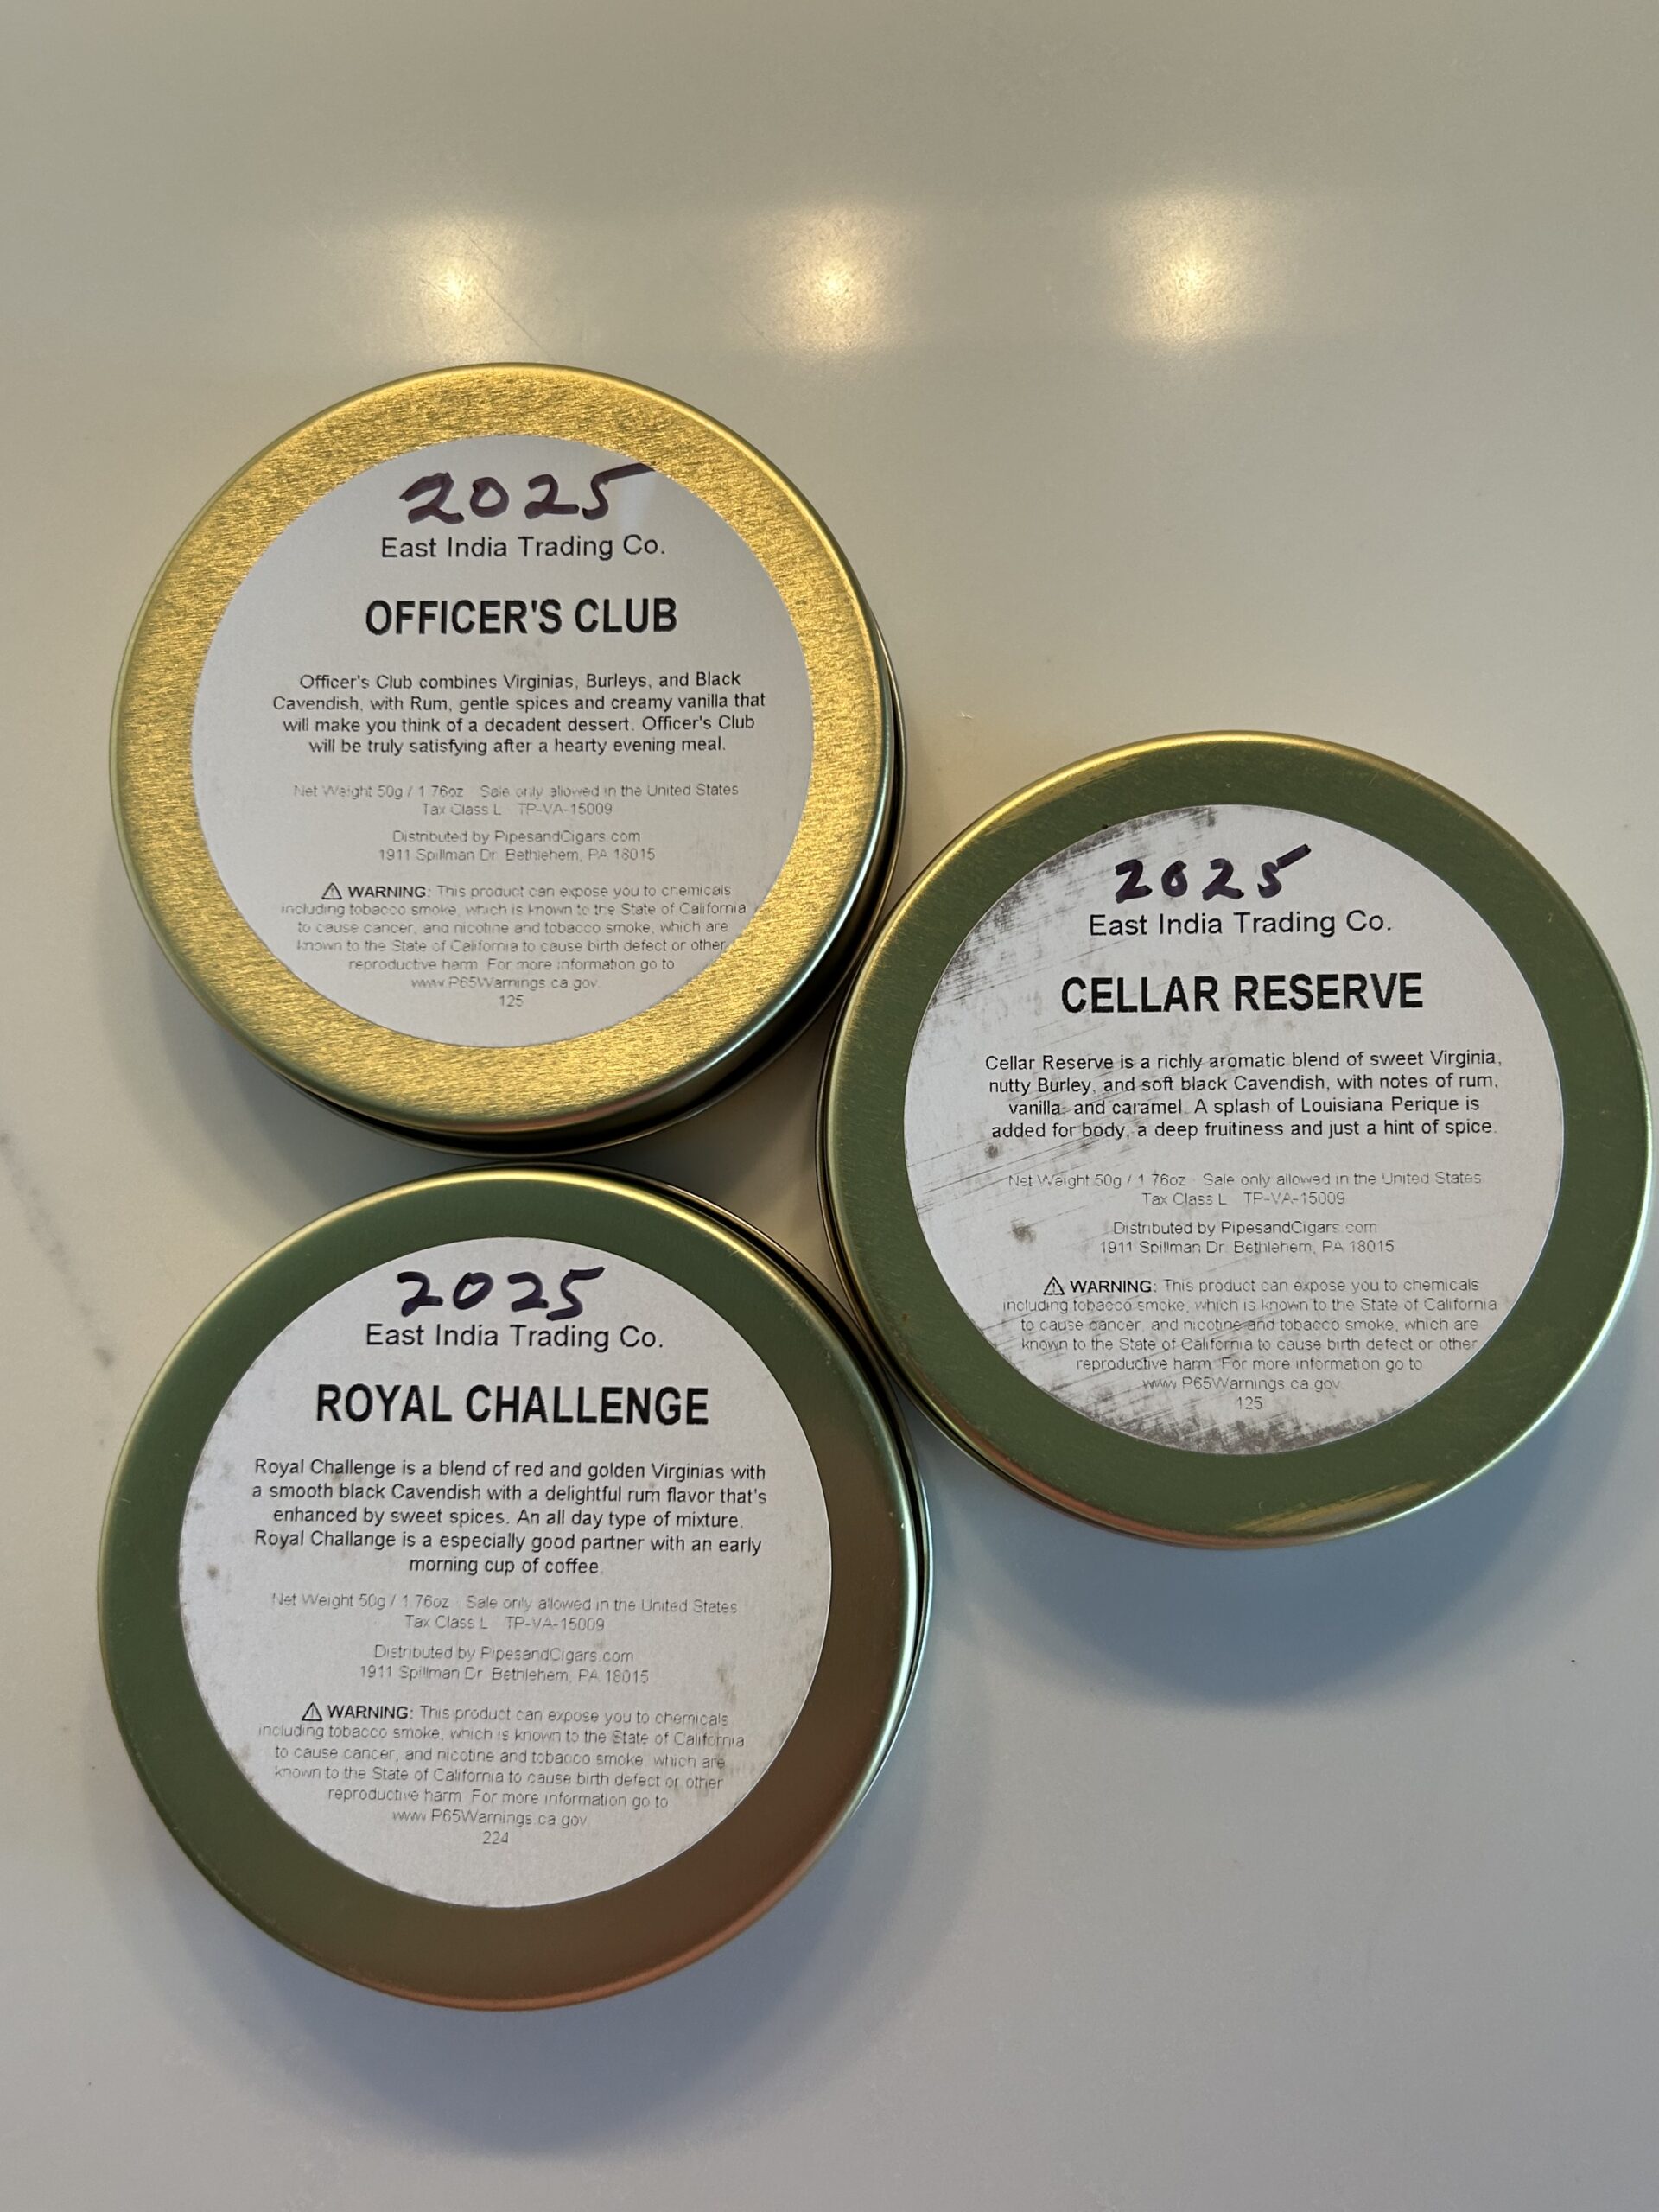 2025
East India Trading Co.
OFFICER'S CLUB
Officer's Club combines Virginias, Burleys, and Black
Cavendish, with Rum, gentle spices and creamy vanilla that
will make you think of a decadent dessert. Officer's Club
will be truly satisfying after a hearty evening meal.
Net Weight 50g / 1.76oz Sale only allowed in the United States
Tax Class L TP-VA-15009
Distributed by PipesandCigars.com
1911 Spillman Dr. Bethlehem, PA 18015
⚠ WARNING: This product can expose you to chemicals
including tobacco smoke, which is known to the State of California
to cause cancer, and nicotine and tobacco smoke, which are
known to the State of California to cause birth defect or other
reproductive harm. For more information go to
www.P65Warnings.ca.gov.
125
2025
East India Trading Co.
CELLAR RESERVE
Cellar Reserve is a richly aromatic blend of sweet Virginia,
nutty Burley, and soft black Cavendish, with notes of rum,
vanilla, and caramel. A splash of Louisiana Perique is
added for body, a deep fruitiness and just a hint of spice.
Net Weight 50g / 1.76oz Sale only allowed in the United States
Tax Class L TP-VA-15009
Distributed by PipesandCigars.com
1911 Spillman Dr. Bethlehem, PA 18015
⚠ WARNING: This product can expose you to chemicals
including tobacco smoke, which is known to the State of California
to cause cancer, and nicotine and tobacco smoke, which are
known to the State of California to cause birth defect or other
reproductive harm. For more information go to
www.P65Warnings.ca.gov
125
2025
East India Trading Co.
ROYAL CHALLENGE
Royal Challenge is a blend of red and golden Virginias with
a smooth black Cavendish with a delightful rum flavor that's
enhanced by sweet spices. An all day type of mixture.
Royal Challange is a especially good partner with an early
morning cup of coffee.
Net Weight 50g / 1.76oz Sale only allowed in the United States
Tax Class L TP-VA-15009
Distributed by PipesandCigars.com
1911 Spillman Dr. Bethlehem, PA 18015
⚠ WARNING: This product can expose you to chemicals
including tobacco smoke, which is known to the State of California
to cause cancer, and nicotine and tobacco smoke, which are
known to the State of California to cause birth defect or other
reproductive harm. For more information go to
www.P65Warnings.ca.gov
224